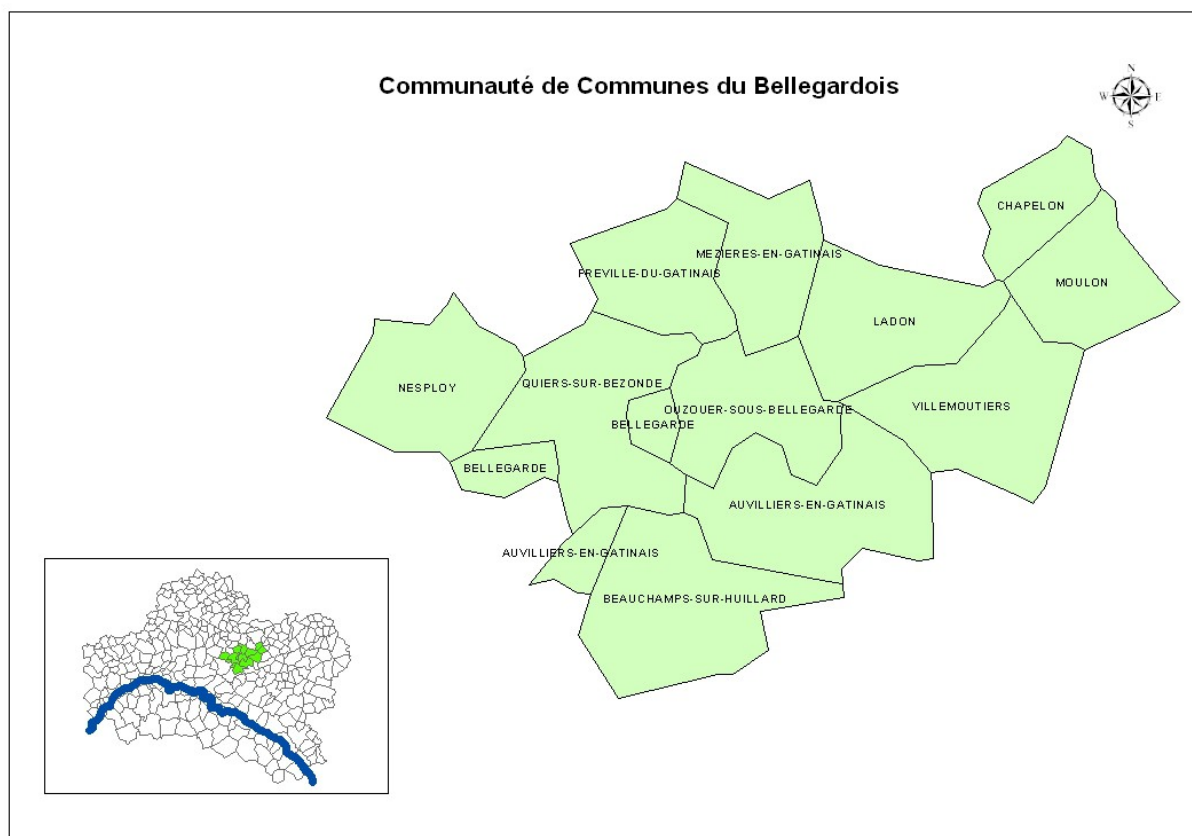 Communauté de Communes du Bellegardois
N
W E
S
CHAPELON
MEZIERES-EN-GATINAIS
FREVILLE-DU-GATINAIS
MOULON
LADON
NESPLOY
QUIERS-SUR-BEZONDE
OUZOUER-SOUS-BELLEGARDE
VILLEMOUTIERS
BELLEGARDE
BELLEGARDE
AUVILLIERS-EN-GATINAIS
AUVILLIERS-EN-GATINAIS
BEAUCHAMPS-SUR-HUILLARD